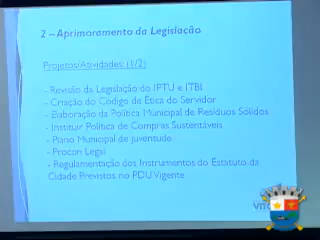 2 – Aprimoramento da Legislação
Projetos/Atividades: (1/2)
- Revisão da Legislação do IPTU e ITBI
- Criação do Código de Ética do Servidor
- Elaboração da Política Municipal de Resíduos Sólidos
- Instituir Política de Compras Sustentáveis
- Plano Municipal de Juventude
- Procon Legal
- Regulamentação dos Instrumentos do Estatuto da
Cidade Previstos no PDU Vigente